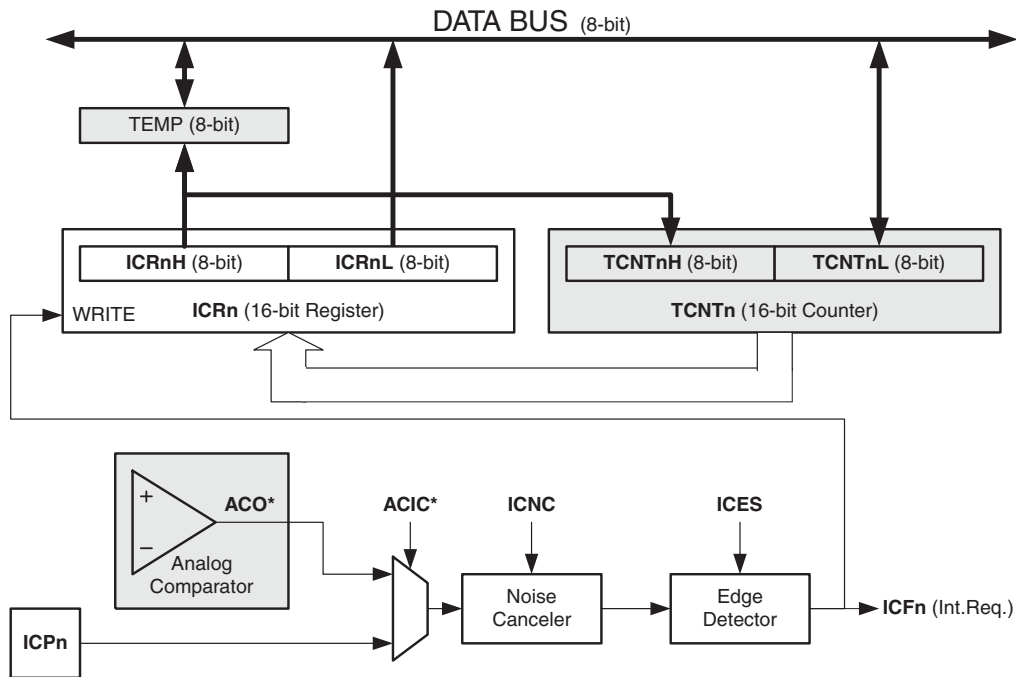 DATA BUS (8-bit)
TEMP (8-bit)
ICRnH (8-bit)
ICRnL (8-bit)
TCNTnH (8-bit)
TCNTnL (8-bit)
WRITE
ICRn (16-bit Register)
TCNTn (16-bit Counter)
+
−
ACO*
Analog
Comparator
ACIC*
ICNC
ICES
Noise
Canceler
Edge
Detector
ICFn (Int.Req.)
ICPn